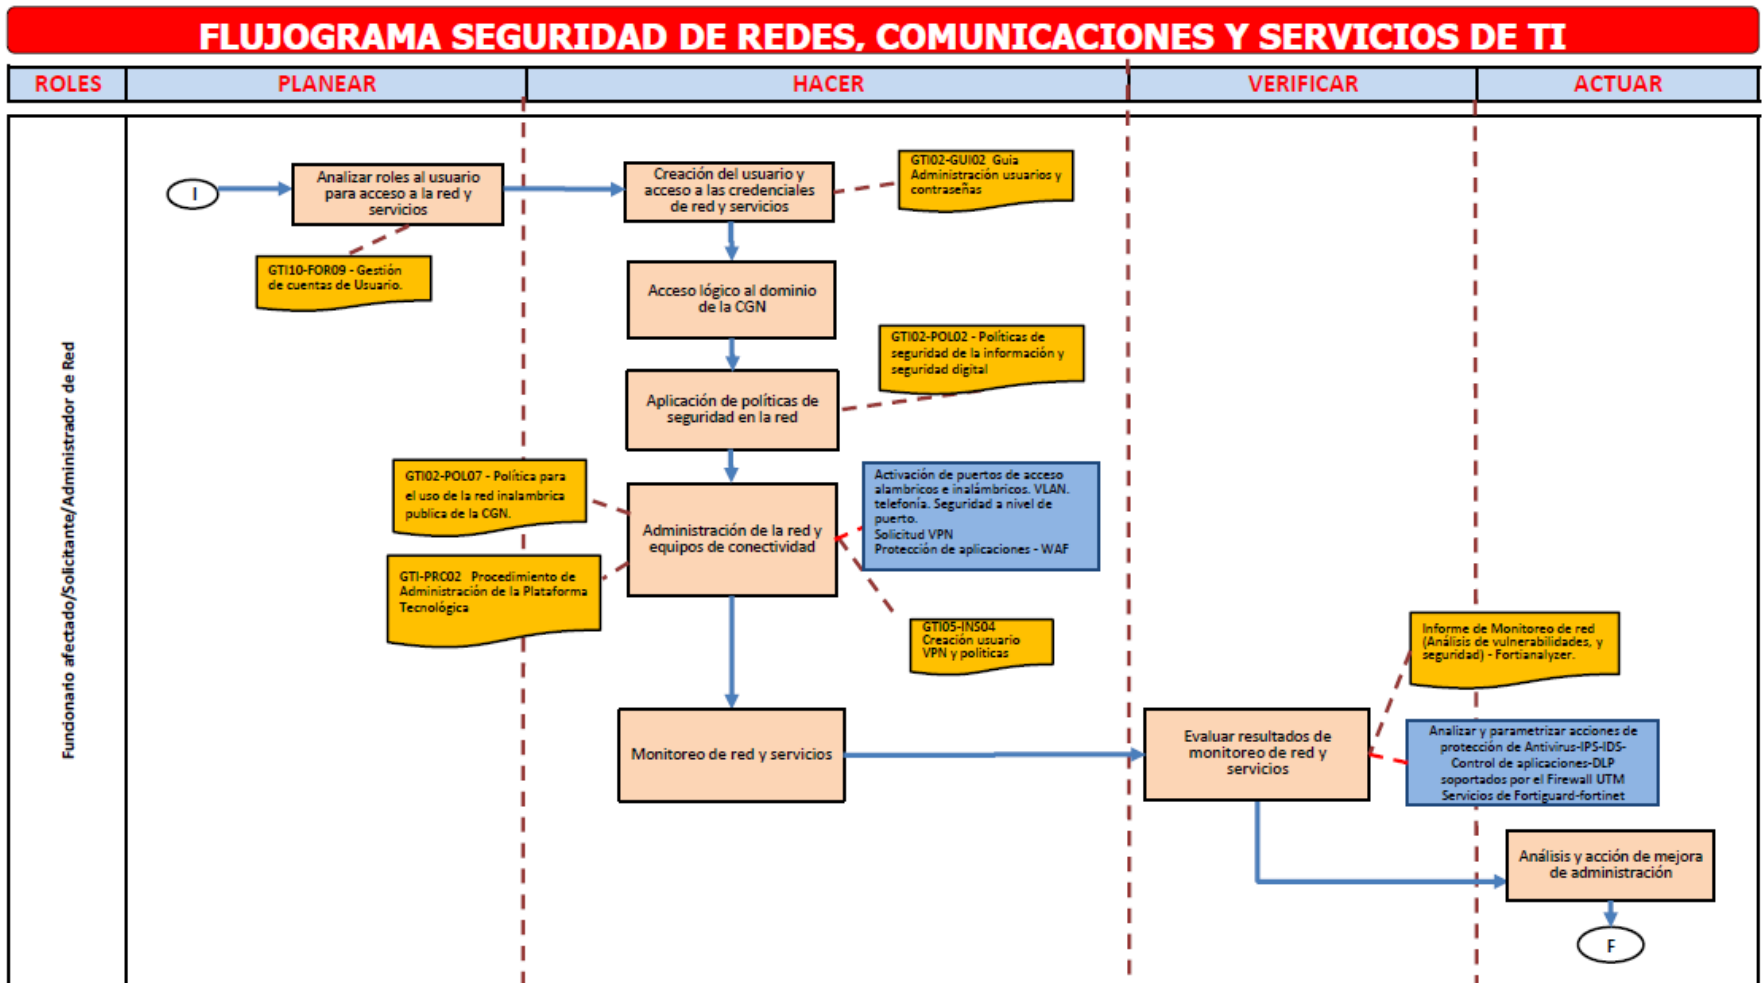 FLUJOGRAMA SEGURIDAD DE REDES, COMUNICACIONES Y SERVICIOS DE TI
ROLES
PLANEAR
HACER
VERIFICAR
ACTUAR
Fundonario afectado/Solicitante/Administrador de Red
I
Analizar roles al usuario
para acceso a la red y
servicios
GTI10-FOR09 - Gestión
de cuentas de Usuario.
Creación del usuario y
acceso a las credenciales
de red y servicios
GTI02-GUI02 Guia
Administración usuarios y
contraseñas
Acceso lógico al dominio
de la CGN
GTI02-POL02 - Políticas de
seguridad de la información y
seguridad digital
Aplicación de políticas de
seguridad en la red
GTI02-POL07 - Política para
el uso de la red inalambrica
publica de la CGN.
GTI-PRC02 Procedimiento de
Administración de la Plataforma
Tecnológica
Administración de la red y
equipos de conectividad
Activación de puertos de acceso
alambricos e inalámbricos. VLAN.
telefonía. Seguridad a nivel de
puerto.
Solicitud VPN
Protección de aplicaciones - WAF
GTI05-INS04
Creación usuario
VPN y politicas
Monitoreo de red y servicios
Evaluar resultados de
monitoreo de red y
servicios
Informe de Monitoreo de red
(Análisis de vulnerabilidades, y
seguridad) - Fortianalyzer.
Analizar y parametrizar acciones de
protección de Antivirus-IPS-IDS-
Control de aplicaciones-DLP
soportados por el Firewall UTM
Servicios de Fortiguard-fortinet
Análisis y acción de mejora
de administración
F